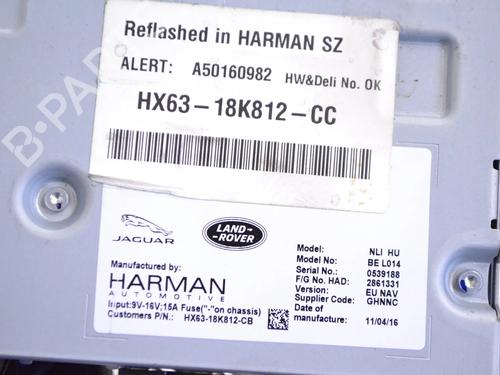 Reflashed in HARMAN SZ
ALERT: A50160982 HW&Deli No. OK
HX63-18K812-CC
JAGUAR
LAND-
ROVER
Manufactured by:
HARMAN
AUTOMOTIVE
Input:9V-16V;15A Fuse("-"on chassis)
Customers P/N.: HX63-18K812-CB
Model: NLI HU
Model No: BE L014
Serial No.: 0539188
F/G No. HAD: 2861331
Version: EU NAV
Supplier Code: GHNNC
Date of
manufacture: 11/04/16
B-PARTS